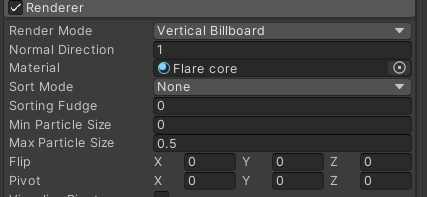 Renderer
Render Mode Vertical Billboard
Normal Direction 1
Material Flare core
Sort Mode None
Sorting Fudge 0
Min Particle Size 0
Max Particle Size 0.5
Flip X 0 Y 0 Z 0
Pivot X 0 Y 0 Z 0